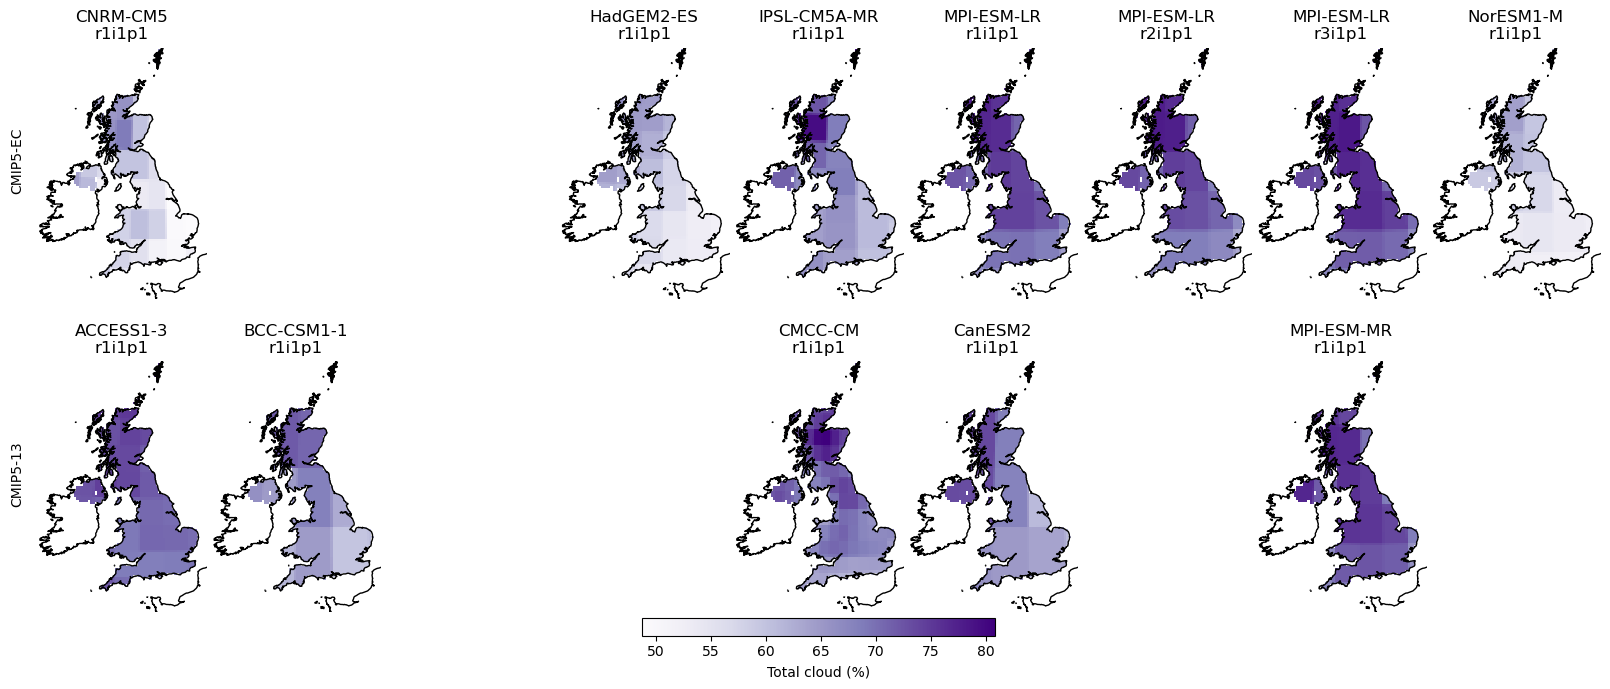 CNRM-CM5
r1i1p1
HadGEM2-ES
r1i1p1
IPSL-CM5A-MR
r1i1p1
MPI-ESM-LR
r1i1p1
MPI-ESM-LR
r2i1p1
MPI-ESM-LR
r3i1p1
NorESM1-M
r1i1p1
CMIP5-EC
ACCESS1-3
r1i1p1
BCC-CSM1-1
r1i1p1
CMCC-CM
r1i1p1
CanESM2
r1i1p1
MPI-ESM-MR
r1i1p1
CMIP5-13
50 55 60 65 70 75 80
Total cloud (%)